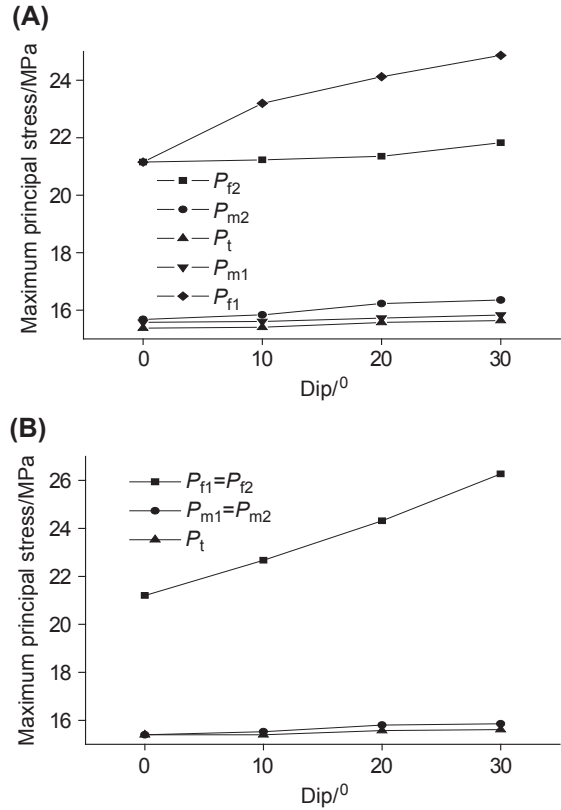 (A)
Maximum principal stress/MPa
24
22
20
18
16
P_f2
P_m2
P_t
P_m1
P_f1
0 10 20 30
Dip/⁰
(B)
Maximum principal stress/MPa
26
24
22
20
18
16
P_f1=P_f2
P_m1=P_m2
P_t
0 10 20 30
Dip/⁰